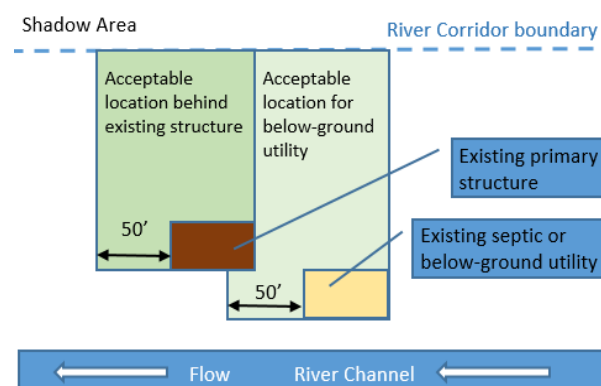 Shadow Area
River Corridor boundary
Acceptable
location behind
existing structure
Acceptable
location for
below-ground
utility
Existing primary
structure
50’
Existing septic or
below-ground utility
50’
Flow
River Channel